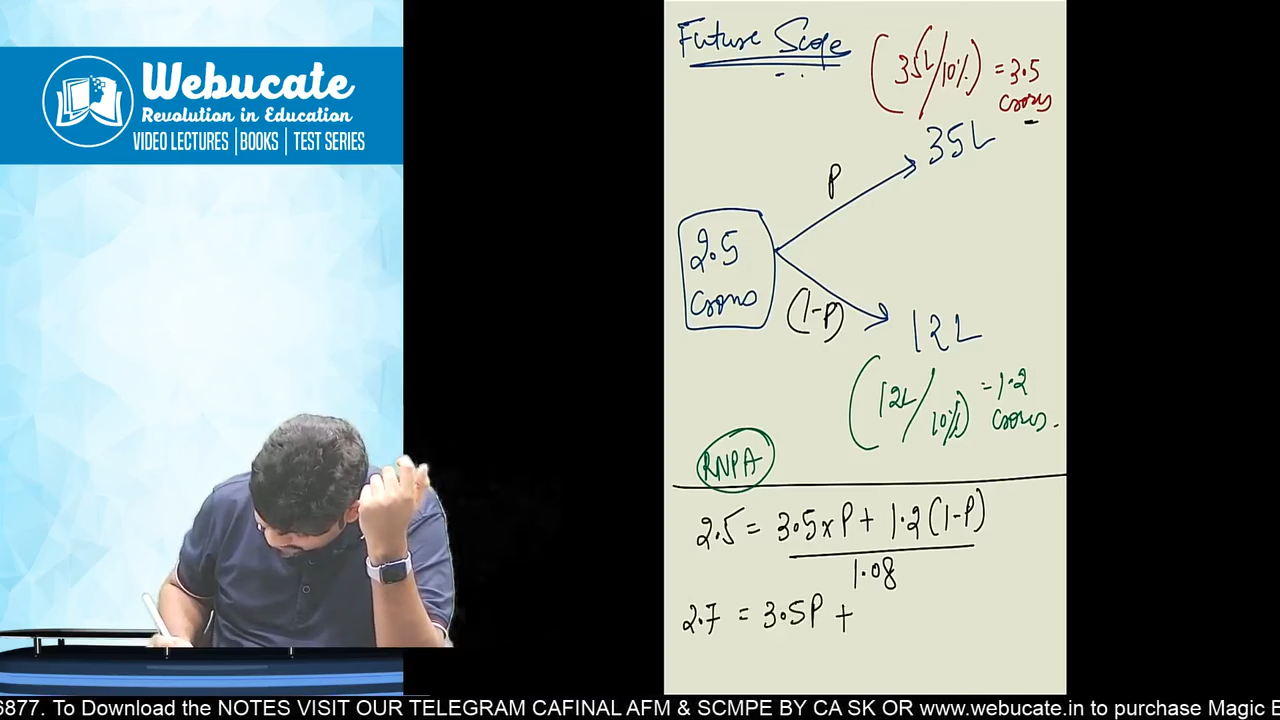 Webucate
Revolution in Education
VIDEO LECTURES | BOOKS | TEST SERIES
Future Scope
(35L/10%) = 3.5
crores
35L
P
2.5
crores
(1-P)
12L
(12L/10%) = 1.2
crores.
RNPA
2.5 = 3.5xP + 1.2(1-P)
1.08
2.7 = 3.5P +
6877. To Download the NOTES VISIT OUR TELEGRAM CAFINAL AFM & SCMPE BY CA SK OR www.webucate.in to purchase Magic E